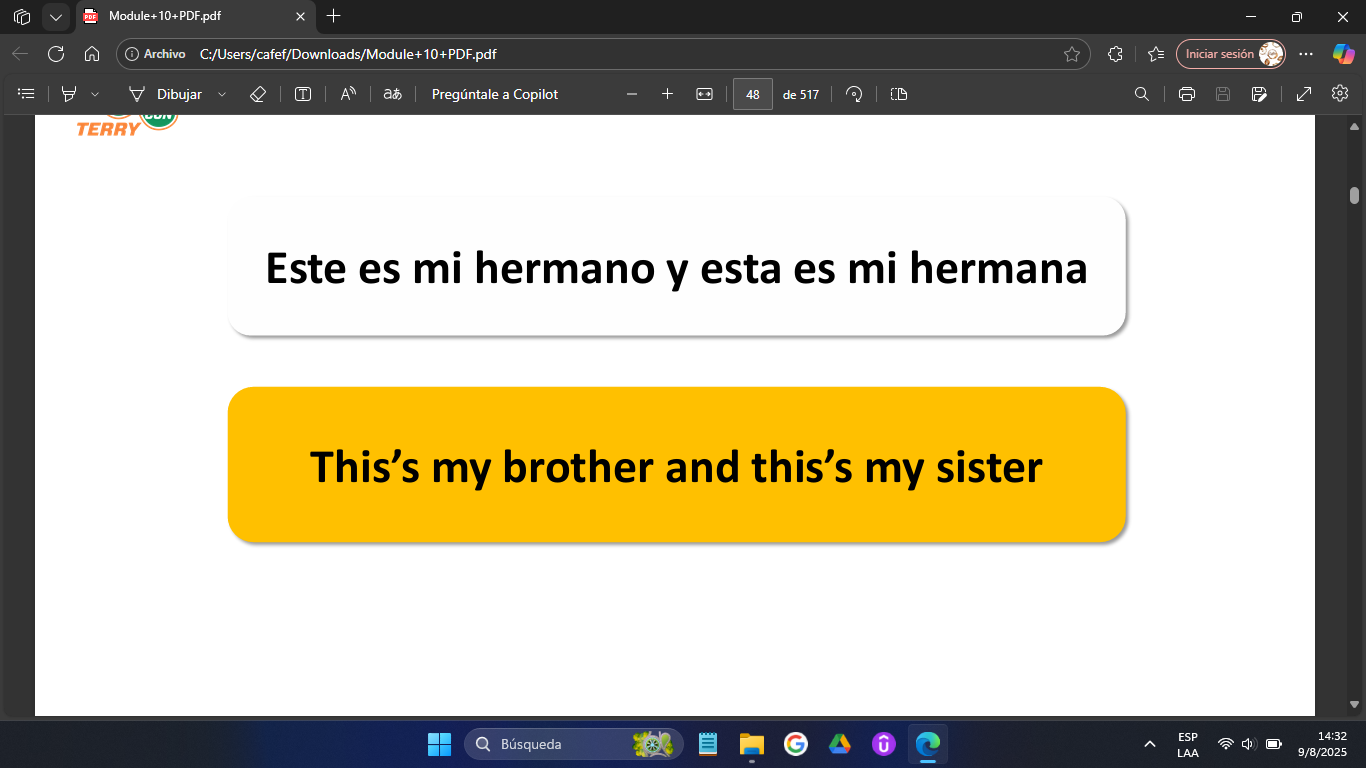 Module+10+PDF.pdf
Archivo C:/Users/cafef/Downloads/Module+10+PDF.pdf Iniciar sesión
Dibujar Pregúntale a Copilot 48 de 517
TERRY
Este es mi hermano y esta es mi hermana
This’s my brother and this’s my sister
Búsqueda
ESP
LAA
14:32
9/8/2025